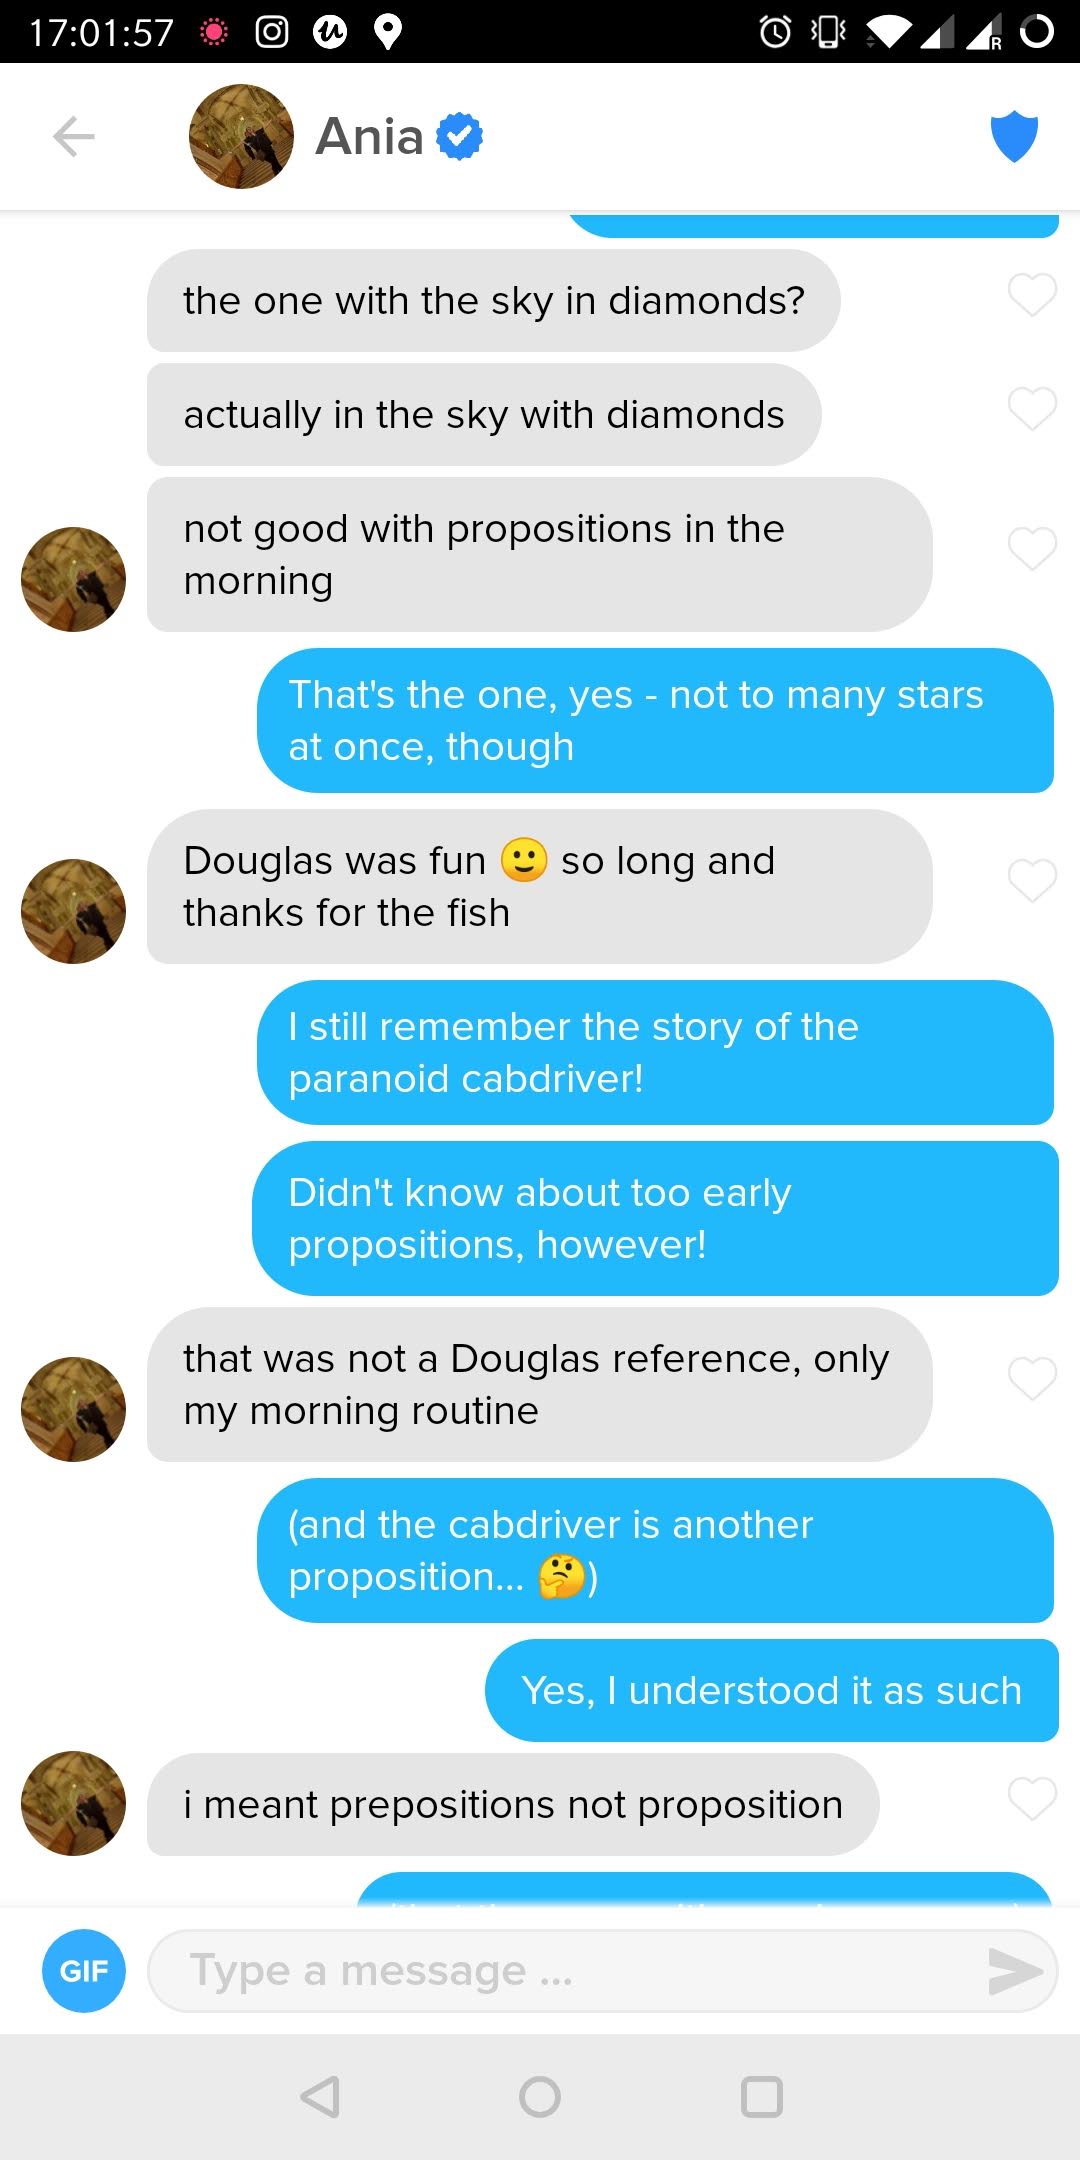 17:01:57
R
Ania
the one with the sky in diamonds?
actually in the sky with diamonds
not good with propositions in the
morning
That's the one, yes - not to many stars
at once, though
Douglas was fun 🙂 so long and
thanks for the fish
I still remember the story of the
paranoid cabdriver!
Didn't know about too early
propositions, however!
that was not a Douglas reference, only
my morning routine
(and the cabdriver is another
proposition... 🤔)
Yes, I understood it as such
i meant prepositions not proposition
GIF
Type a message ...